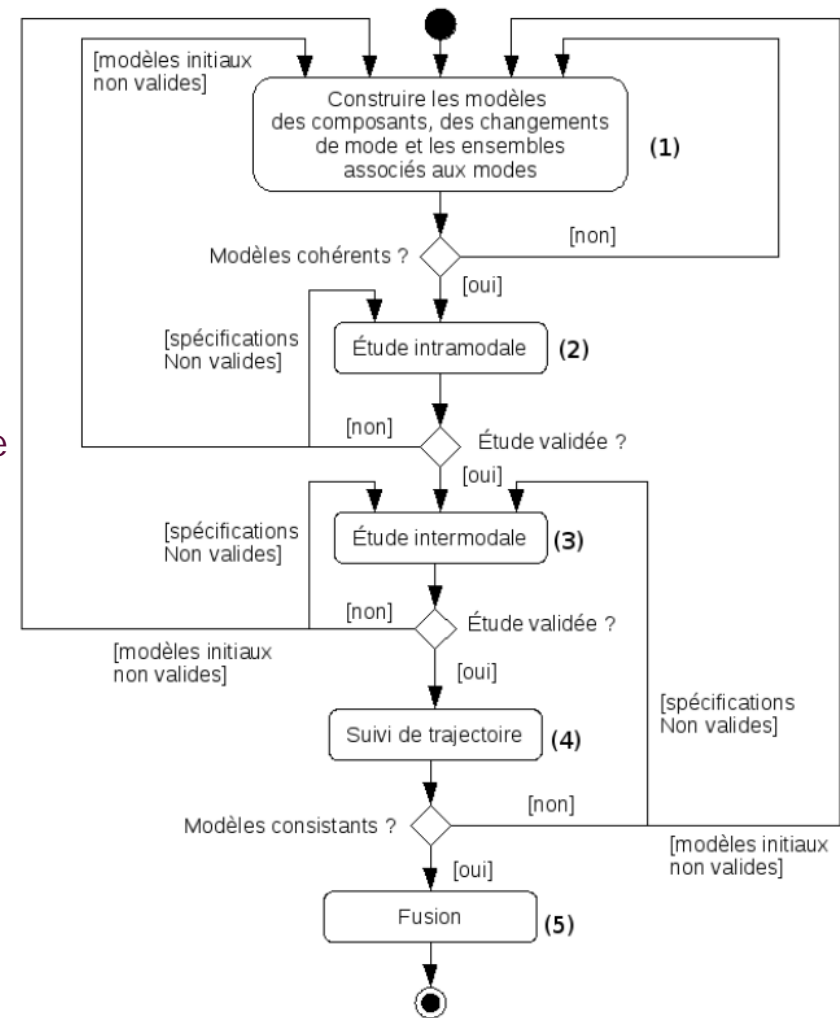 [modèles initiaux
non valides]
Construire les modèles
des composants, des changements
de mode et les ensembles
associés aux modes
(1)
[non]
Modèles cohérents ?
[oui]
[spécifications
Non valides]
Étude intramodale
(2)
[non]
Étude validée ?
e
[oui]
[spécifications
Non valides]
Étude intermodale
(3)
[non]
Étude validée ?
[modèles initiaux
non valides]
[oui]
[spécifications
Non valides]
Suivi de trajectoire
(4)
[non]
Modèles consistants ?
[modèles initiaux
non valides]
[oui]
Fusion
(5)